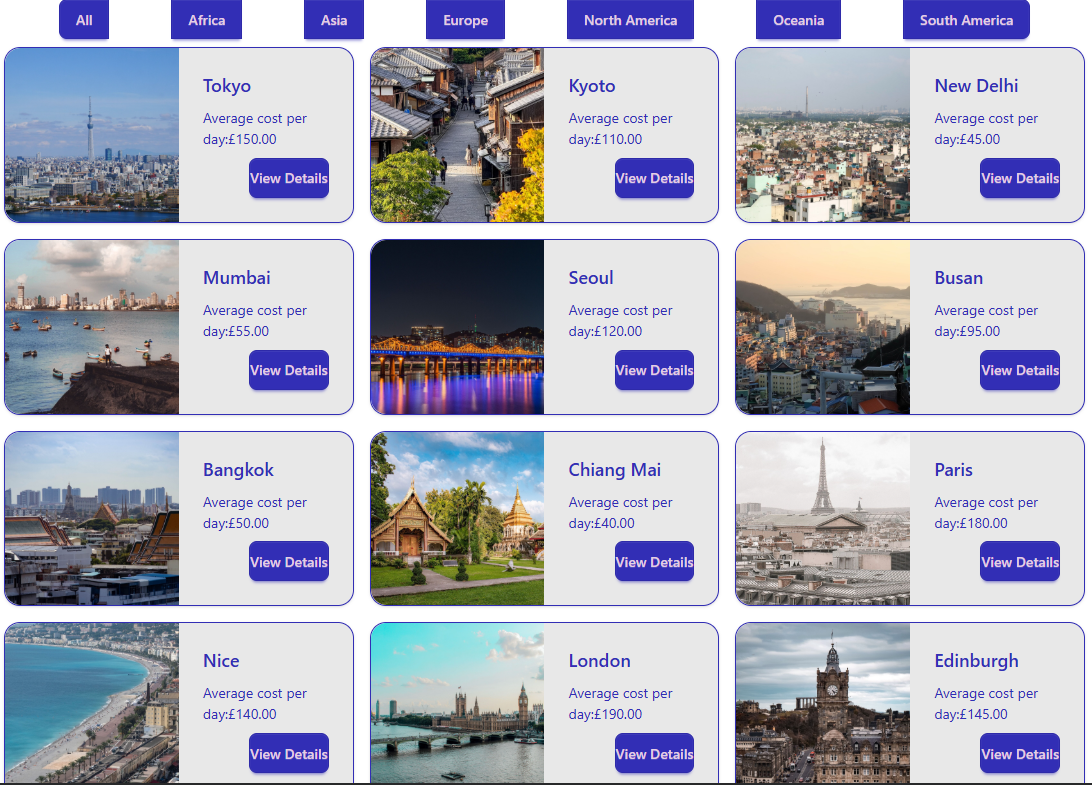 All
Africa
Asia
Europe
North America
Oceania
South America
Tokyo
Average cost per
day:£150.00
View Details
Kyoto
Average cost per
day:£110.00
View Details
New Delhi
Average cost per
day:£45.00
View Details
Mumbai
Average cost per
day:£55.00
View Details
Seoul
Average cost per
day:£120.00
View Details
Busan
Average cost per
day:£95.00
View Details
Bangkok
Average cost per
day:£50.00
View Details
Chiang Mai
Average cost per
day:£40.00
View Details
Paris
Average cost per
day:£180.00
View Details
Nice
Average cost per
day:£140.00
View Details
London
Average cost per
day:£190.00
View Details
Edinburgh
Average cost per
day:£145.00
View Details